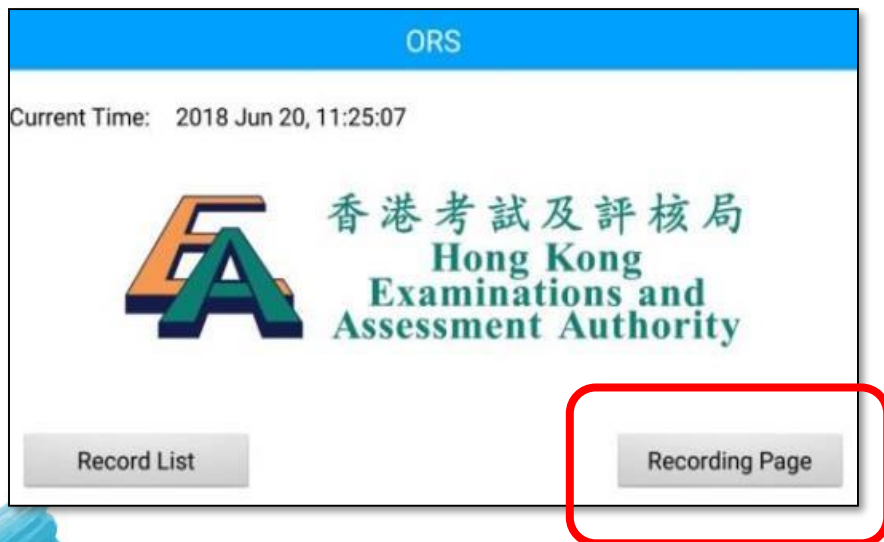 ORS
Current Time: 2018 Jun 20, 11:25:07
香港考試及評核局
Hong Kong
Examinations and
Assessment Authority
Record List
Recording Page